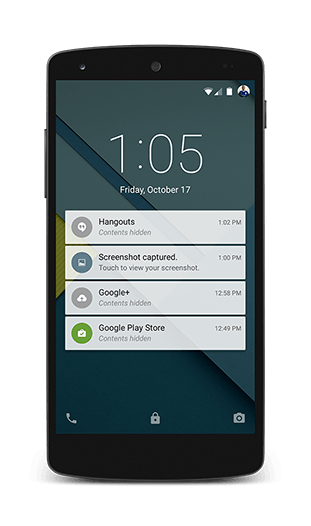 1:05
Friday, October 17
Hangouts 1:02 PM
Contents hidden
Screenshot captured. 1:00 PM
Touch to view your screenshot.
Google+ 12:58 PM
Contents hidden
Google Play Store 12:49 PM
Contents hidden